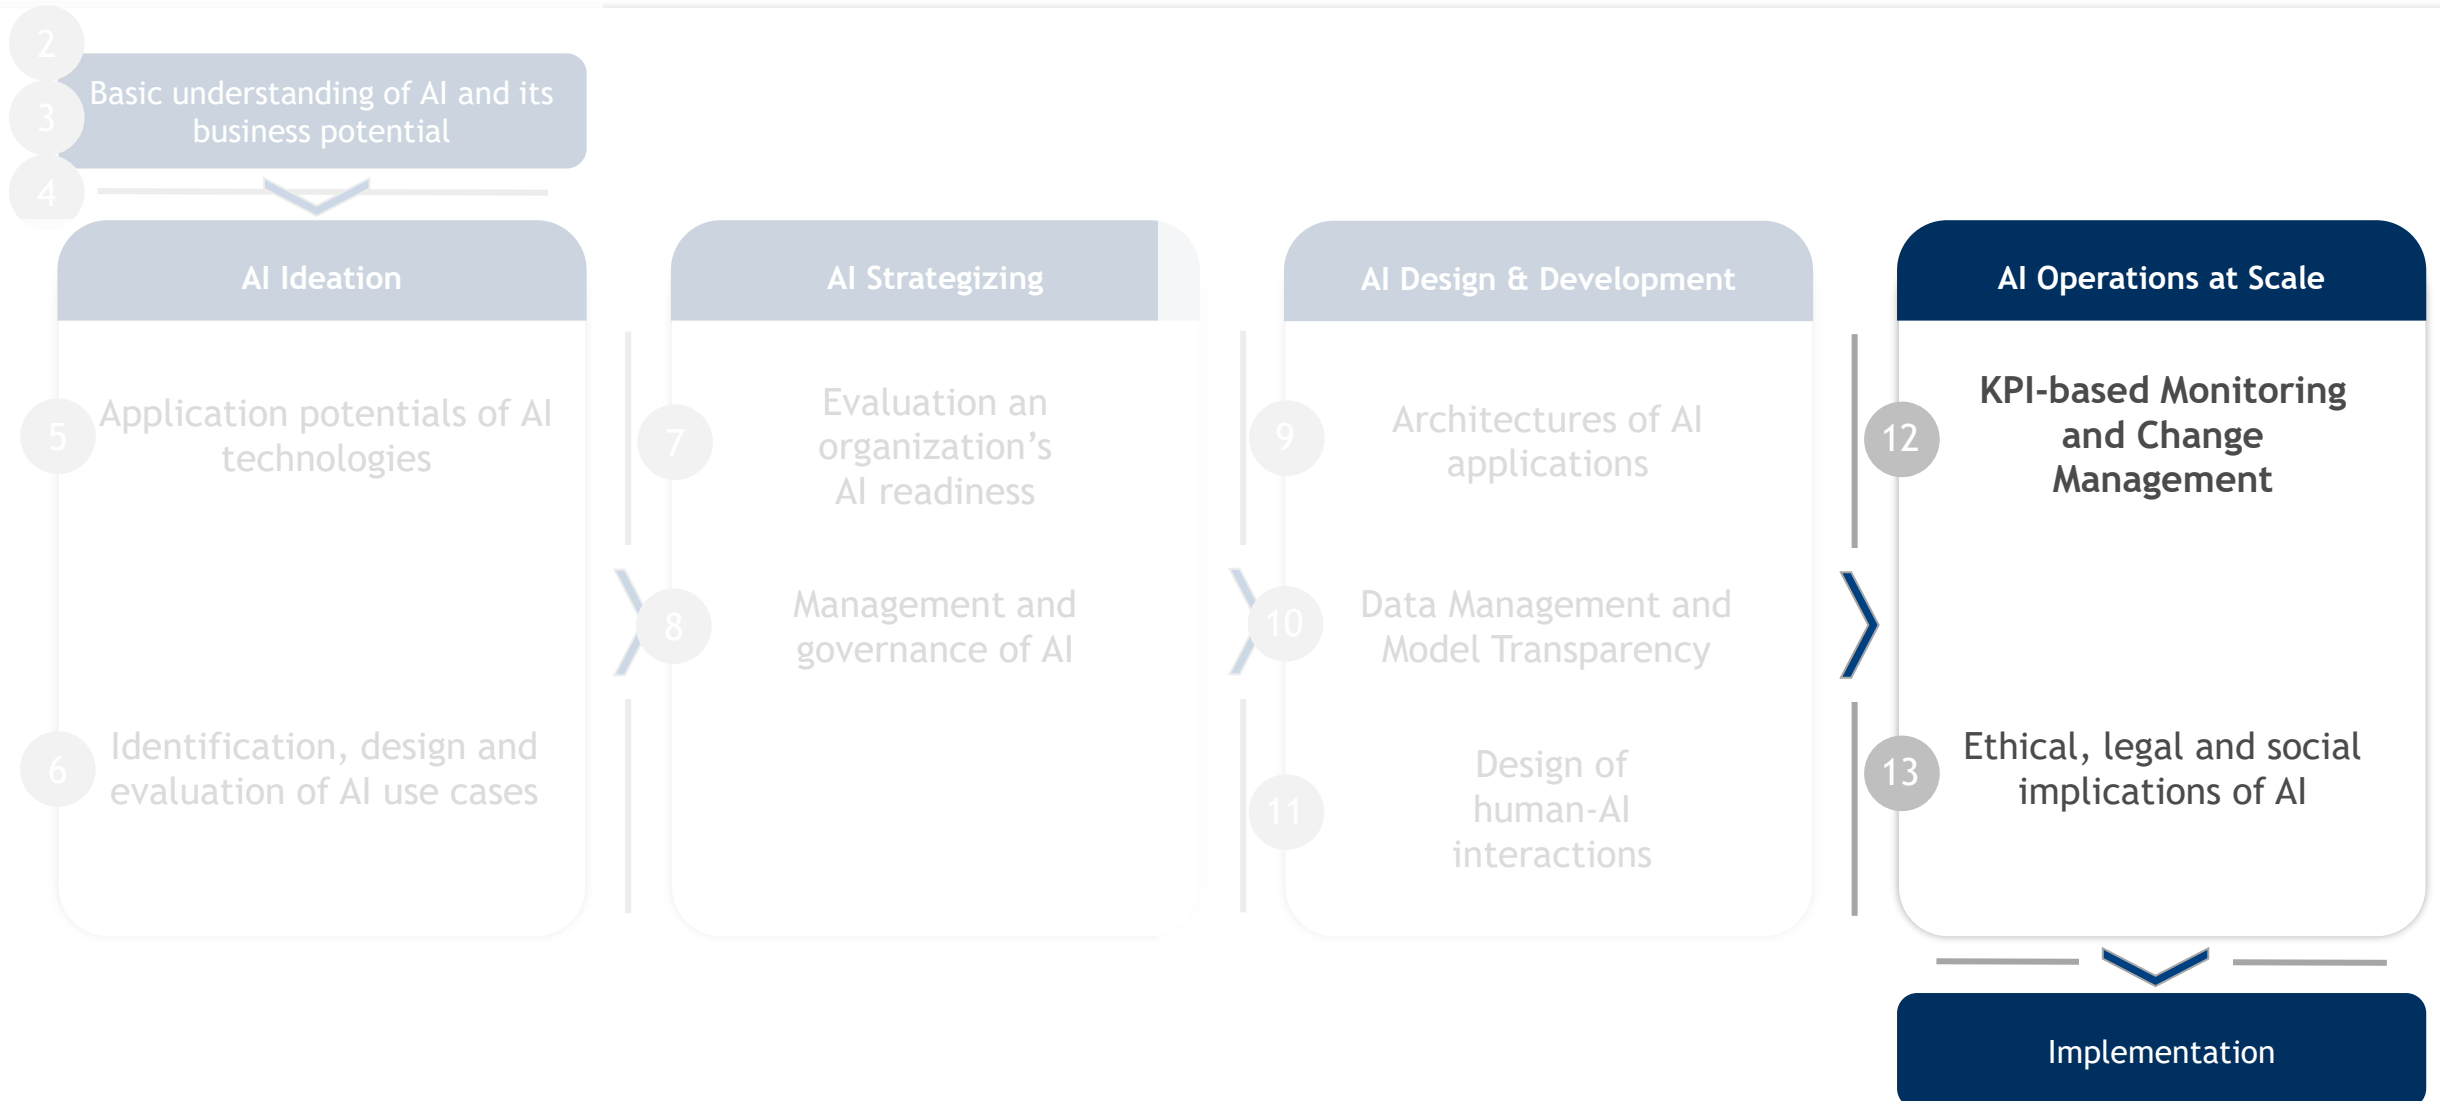 2
3
4
Basic understanding of AI and its
business potential
AI Ideation
5
Application potentials of AI
technologies
6
Identification, design and
evaluation of AI use cases
AI Strategizing
7
Evaluation an
organization’s
AI readiness
8
Management and
governance of AI
AI Design & Development
9
Architectures of AI
applications
10
Data Management and
Model Transparency
11
Design of
human-AI
interactions
AI Operations at Scale
12
KPI-based Monitoring
and Change
Management
13
Ethical, legal and social
implications of AI
Implementation